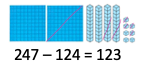 247 – 124 = 123